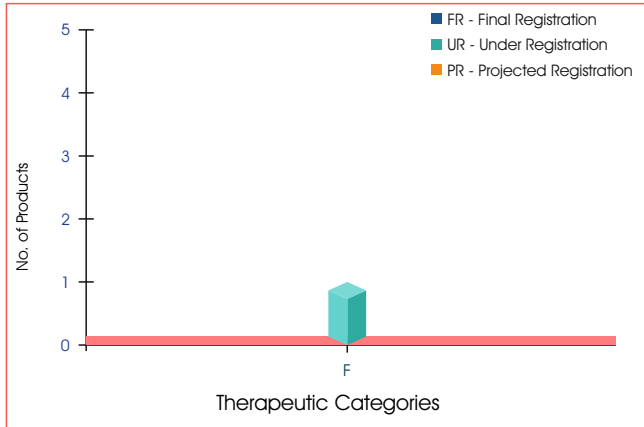 FR - Final Registration
UR - Under Registration
PR - Projected Registration
5
4
3
2
1
0
No. of Products
F
Therapeutic Categories